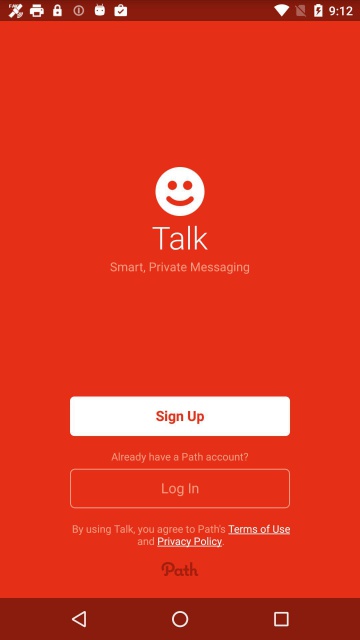 9:12
Talk
Smart, Private Messaging
Sign Up
Already have a Path account?
Log In
By using Talk, you agree to Path's Terms of Use
and Privacy Policy.
Path